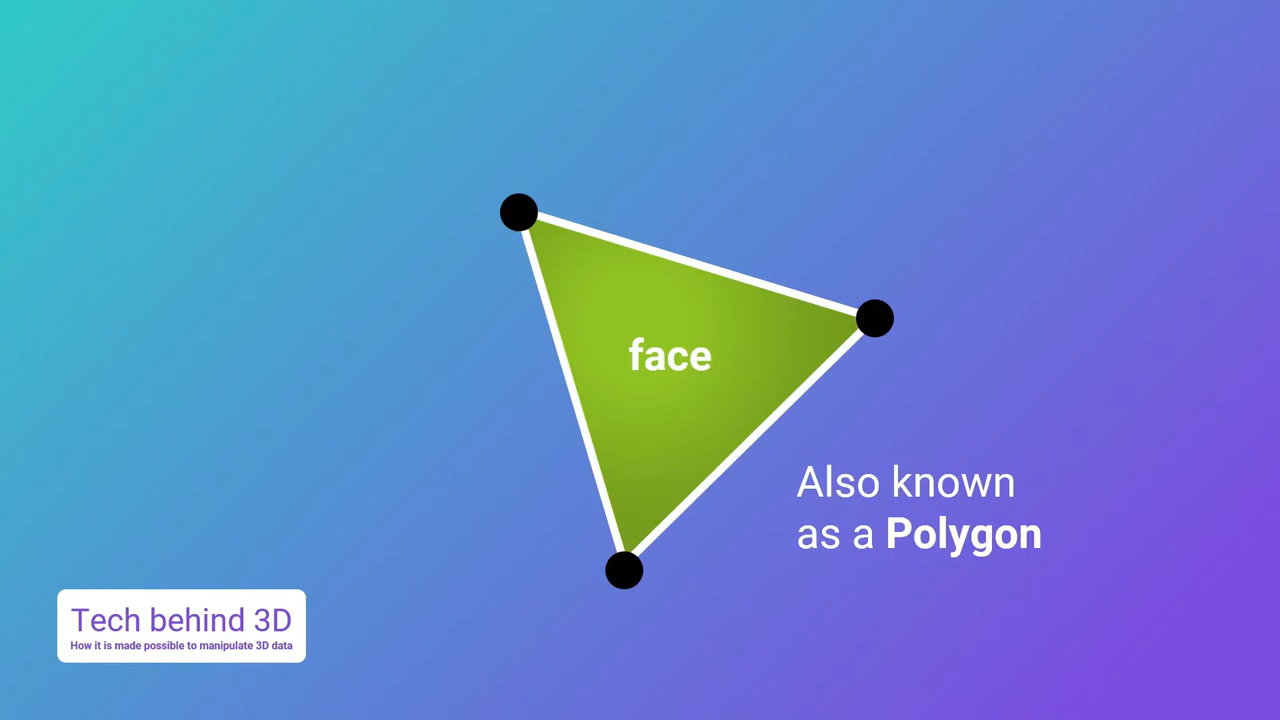 face
Also known
as a Polygon
Tech behind 3D
How it is made possible to manipulate 3D data